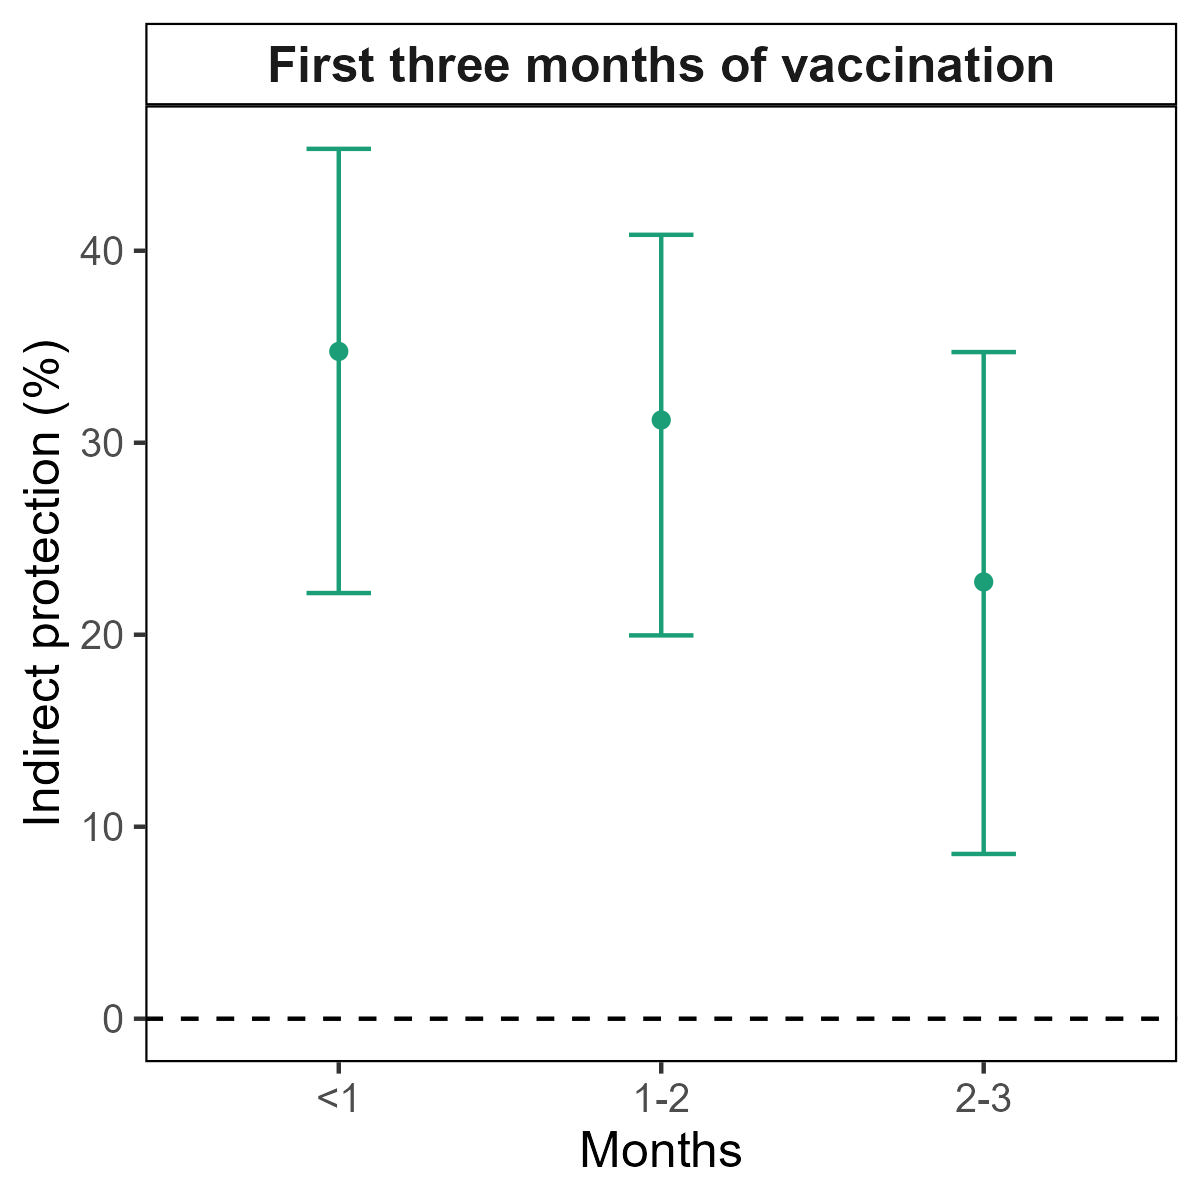 First three months of vaccination
Indirect protection (%)
40
30
20
10
0
<1
1-2
2-3
Months